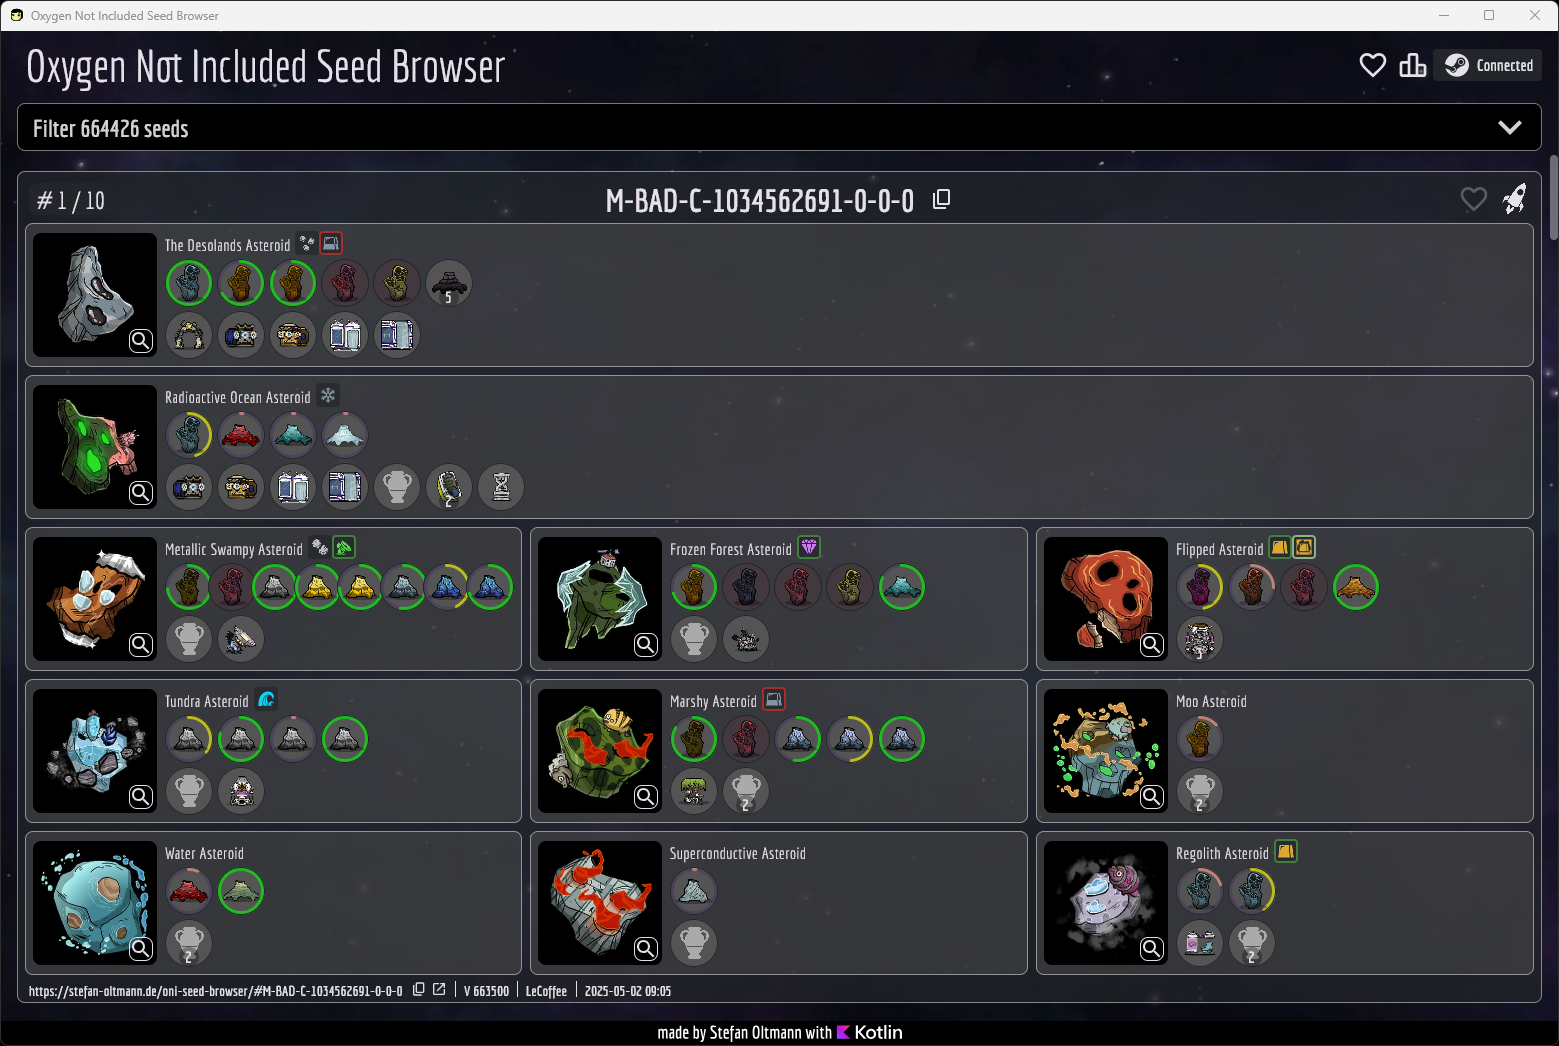 Oxygen Not Included Seed Browser
Oxygen Not Included Seed Browser
Connected
Filter 664426 seeds
# 1 / 10
M-BAD-C-1034562691-0-0-0
The Desolands Asteroid
5
Radioactive Ocean Asteroid
2
Metallic Swampy Asteroid
Frozen Forest Asteroid
Flipped Asteroid
3
Tundra Asteroid
Marshy Asteroid
2
Moo Asteroid
2
Water Asteroid
2
Superconductive Asteroid
Regolith Asteroid
2
https://stefan-oltmann.de/oni-seed-browser/#M-BAD-C-1034562691-0-0-0 | V 663500 | LeCoffee | 2025-05-02 09:05
made by Stefan Oltmann with Kotlin